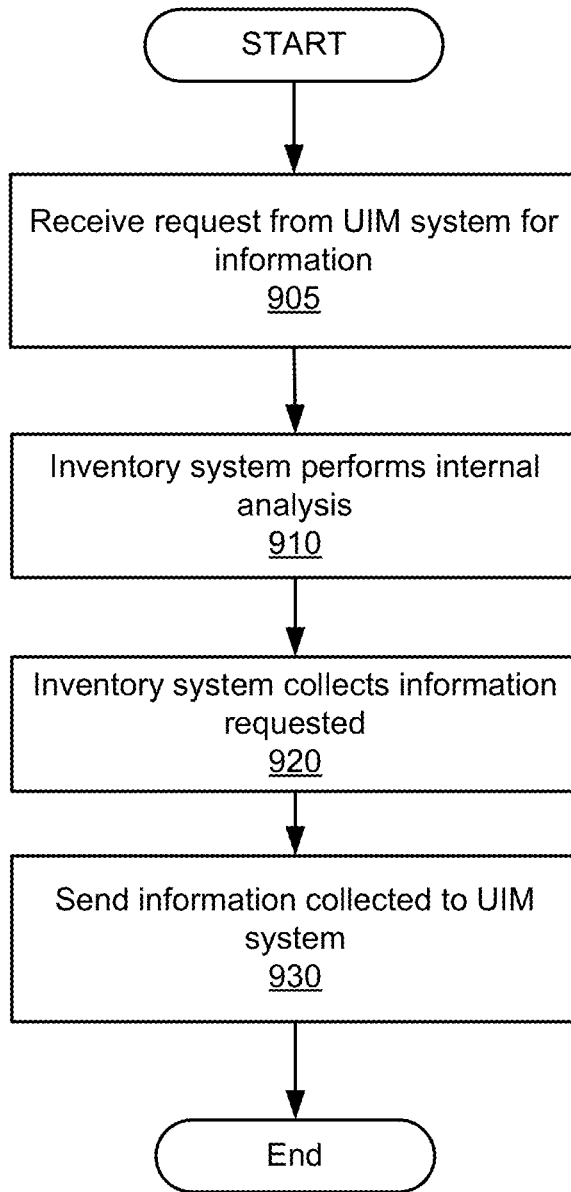 START
Receive request from UIM system for
information
905
Inventory system performs internal
analysis
910
Inventory system collects information
requested
920
Send information collected to UIM
system
930
End